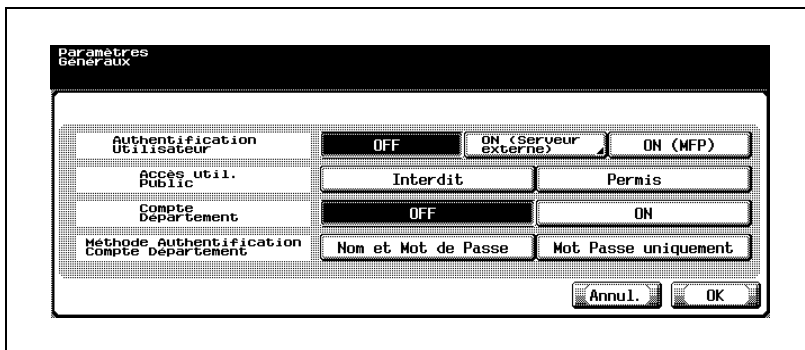 Paramètres
Généraux
Authentification
Utilisateur
OFF
ON (Serveur
externe)
ON (MFP)
Accès util.
Public
Interdit
Permis
Compte
Département
OFF
ON
Méthode Authentification
Compte Département
Nom et Mot de Passe
Mot Passe uniquement
Annul.
OK